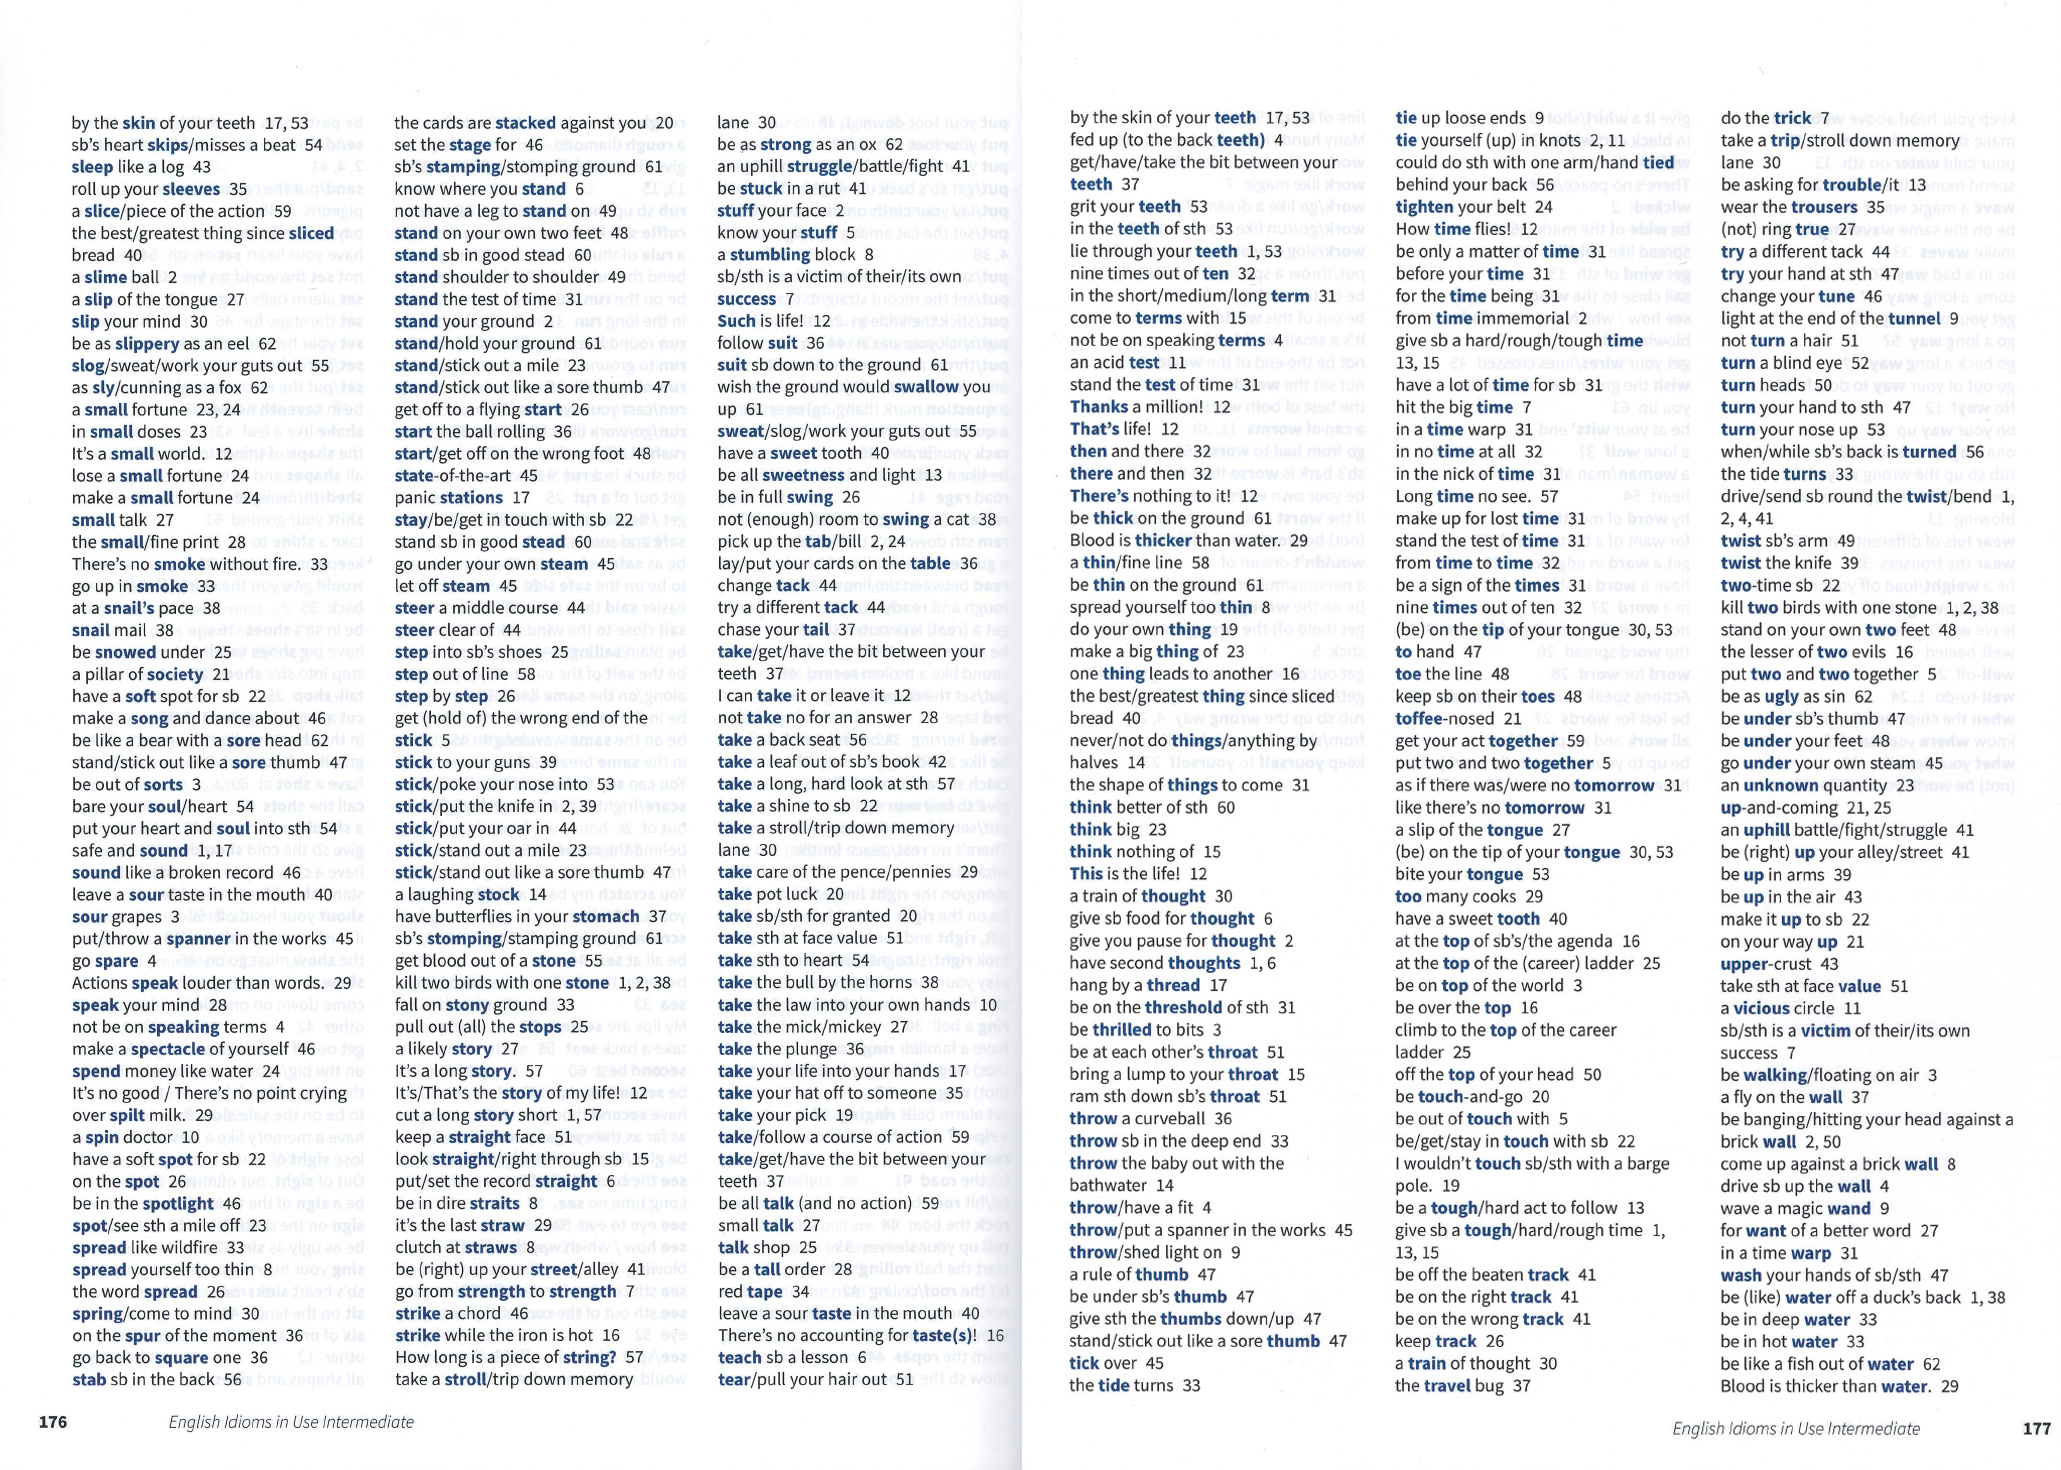 by the skin of your teeth 17, 53
sb's heart skips/misses a beat 54
sleep like a log 43
roll up your sleeves 35
a slice/piece of the action 59
the best/greatest thing since sliced
bread 40
a slime ball 2
a slip of the tongue 27
slip your mind 30
be as slippery as an eel 62
slog/sweat/work your guts out 55
as sly/cunning as a fox 62
a small fortune 23, 24
in small doses 23
It's a small world. 12
lose a small fortune 24
make a small fortune 24
small talk 27
the small/fine print 28
There's no smoke without fire. 33
go up in smoke 33
at a snail's pace 38
snail mail 38
be snowed under 25
a pillar of society 21
have a soft spot for sb 22
make a song and dance about 46
be like a bear with a sore head 62
stand/stick out like a sore thumb 47
be out of sorts 3
bare your soul/heart 54
put your heart and soul into sth 54
safe and sound 1, 17
sound like a broken record 46
leave a sour taste in the mouth 40
sour grapes 3
put/throw a spanner in the works 45
go spare 4
Actions speak louder than words. 29
speak your mind 28
not be on speaking terms 4
make a spectacle of yourself 46
spend money like water 24
It's no good / There's no point crying
over spilt milk. 29
a spin doctor 10
have a soft spot for sb 22
on the spot 26
be in the spotlight 46
spot/see sth a mile off 23
spread like wildfire 33
spread yourself too thin 8
the word spread 26
spring/come to mind 30
on the spur of the moment 36
go back to square one 36
stab sb in the back 56
the cards are stacked against you 20
set the stage for 46
sb's stamping/stomping ground 61
know where you stand 6
not have a leg to stand on 49
stand on your own two feet 48
stand sb in good stead 60
stand shoulder to shoulder 49
stand the test of time 31
stand your ground 2
stand/hold your ground 61
stand/stick out a mile 23
stand/stick out like a sore thumb 47
get off to a flying start 26
start the ball rolling 36
start/get off on the wrong foot 48
state-of-the-art 45
panic stations 17
stay/be/get in touch with sb 22
stand sb in good stead 60
go under your own steam 45
let off steam 45
steer a middle course 44
steer clear of 44
step into sb's shoes 25
step out of line 58
step by step 26
get (hold of) the wrong end of the
stick 5
stick to your guns 39
stick/poke your nose into 53
stick/put the knife in 2, 39
stick/put your oar in 44
stick/stand out a mile 23
stick/stand out like a sore thumb 47
a laughing stock 14
have butterflies in your stomach 37
sb's stomping/stamping ground 61
get blood out of a stone 55
kill two birds with one stone 1, 2, 38
fall on stony ground 33
pull out (all) the stops 25
a likely story 27
It's a long story. 57
It's/That's the story of my life! 12
cut a long story short 1, 57
keep a straight face 51
look straight/right through sb 15
put/set the record straight 6
be in dire straits 8
it's the last straw 29
clutch at straws 8
be (right) up your street/alley 41
go from strength to strength 7
strike a chord 46
strike while the iron is hot 16
How long is a piece of string? 57
take a stroll/trip down memory
lane 30
be as strong as an ox 62
an uphill struggle/battle/fight 41
be stuck in a rut 41
stuff your face 2
know your stuff 5
a stumbling block 8
sb/sth is a victim of their/its own
success 7
Such is life! 12
follow suit 36
suit sb down to the ground 61
wish the ground would swallow you
up 61
sweat/slog/work your guts out 55
have a sweet tooth 40
be all sweetness and light 13
be in full swing 26
not (enough) room to swing a cat 38
pick up the tab/bill 2, 24
lay/put your cards on the table 36
change tack 44
try a different tack 44
chase your tail 37
take/get/have the bit between your
teeth 37
I can take it or leave it 12
not take no for an answer 28
take a back seat 56
take a leaf out of sb's book 42
take a long, hard look at sth 57
take a shine to sb 22
take a stroll/trip down memory
lane 30
take care of the pence/pennies 29
take pot luck 20
take sb/sth for granted 20
take sth at face value 51
take sth to heart 54
take the bull by the horns 38
take the law into your own hands 10
take the mick/mickey 27
take the plunge 36
take your life into your hands 17
take your hat off to someone 35
take your pick 19
take/follow a course of action 59
take/get/have the bit between your
teeth 37
be all talk (and no action) 59
small talk 27
talk shop 25
be a tall order 28
red tape 34
leave a sour taste in the mouth 40
There's no accounting for taste(s)! 16
teach sb a lesson 6
tear/pull your hair out 51
176 English Idioms in Use Intermediate
by the skin of your teeth 17, 53
fed up (to the back teeth) 4
get/have/take the bit between your
teeth 37
grit your teeth 53
in the teeth of sth 53
lie through your teeth 1, 53
nine times out of ten 32
in the short/medium/long term 31
come to terms with 15
not be on speaking terms 4
an acid test 11
stand the test of time 31
Thanks a million! 12
That's life! 12
then and there 32
there and then 32
There's nothing to it! 12
be thick on the ground 61
Blood is thicker than water. 29
a thin/fine line 58
be thin on the ground 61
spread yourself too thin 8
do your own thing 19
make a big thing of 23
one thing leads to another 16
the best/greatest thing since sliced
bread 40
never/not do things/anything by
halves 14
the shape of things to come 31
think better of sth 60
think big 23
think nothing of 15
This is the life! 12
a train of thought 30
give sb food for thought 6
give you pause for thought 2
have second thoughts 1, 6
hang by a thread 17
be on the threshold of sth 31
be thrilled to bits 3
be at each other's throat 51
bring a lump to your throat 15
ram sth down sb's throat 51
throw a curveball 36
throw sb in the deep end 33
throw the baby out with the
bathwater 14
throw/have a fit 4
throw/put a spanner in the works 45
throw/shed light on 9
a rule of thumb 47
be under sb's thumb 47
give sth the thumbs down/up 47
stand/stick out like a sore thumb 47
tick over 45
the tide turns 33
tie up loose ends 8
tie yourself (up) in knots 2, 11
could do sth with one arm/hand tied
behind your back 56
tighten your belt 24
How time flies! 12
be only a matter of time 31
before your time 31
for the time being 31
from time immemorial 2
give sb a hard/rough/tough time
13, 15
have a lot of time for sb 31
hit the big time 7
in a time warp 31
in no time at all 32
in the nick of time 31
Long time no see. 57
make up for lost time 31
stand the test of time 31
from time to time 32
be a sign of the times 31
nine times out of ten 32
(be) on the tip of your tongue 30, 53
to hand 47
toe the line 48
keep sb on their toes 48
toffee-nosed 21
get your act together 59
put two and two together 5
as if there was/were no tomorrow 31
like there's no tomorrow 31
a slip of the tongue 27
(be) on the tip of your tongue 30, 53
bite your tongue 53
too many cooks 29
have a sweet tooth 40
at the top of sb's/the agenda 16
at the top of the (career) ladder 25
be on top of the world 3
be over the top 16
climb to the top of the career
ladder 25
off the top of your head 50
be touch-and-go 20
be out of touch with 5
be/get/stay in touch with sb 22
I wouldn't touch sb/sth with a barge
pole. 19
be a tough/hard act to follow 13
give sb a tough/hard/rough time 1,
13, 15
be off the beaten track 41
be on the right track 41
be on the wrong track 41
keep track 26
a train of thought 30
the travel bug 37
do the trick 7
take a trip/stroll down memory
lane 30
be asking for trouble/it 13
wear the trousers 35
(not) ring true 27
try a different tack 44
try your hand at sth 47
change your tune 46
light at the end of the tunnel 9
not turn a hair 51
turn a blind eye 52
turn heads 50
turn your hand to sth 47
turn your nose up 53
when/while sb's back is turned 56
the tide turns 33
drive/send sb round the twist/bend 1,
2, 4, 41
twist sb's arm 49
twist the knife 39
two-time sb 22
kill two birds with one stone 1, 2, 38
stand on your own two feet 48
the lesser of two evils 16
put two and two together 5
be as ugly as sin 62
be under sb's thumb 47
be under your feet 48
go under your own steam 45
an unknown quantity 23
up-and-coming 21, 25
an uphill battle/fight/struggle 41
be (right) up your alley/street 41
be up in arms 39
be up in the air 43
make it up to sb 22
on your way up 21
upper-crust 43
take sth at face value 51
a vicious circle 11
sb/sth is a victim of their/its own
success 7
be walking/floating on air 3
a fly on the wall 37
be banging/hitting your head against a
brick wall 2, 50
come up against a brick wall 8
drive sb up the wall 4
wave a magic wand 9
for want of a better word 27
in a time warp 31
wash your hands of sb/sth 47
be (like) water off a duck's back 1, 38
be in deep water 33
be in hot water 33
be like a fish out of water 62
Blood is thicker than water. 29
English Idioms in Use Intermediate 177